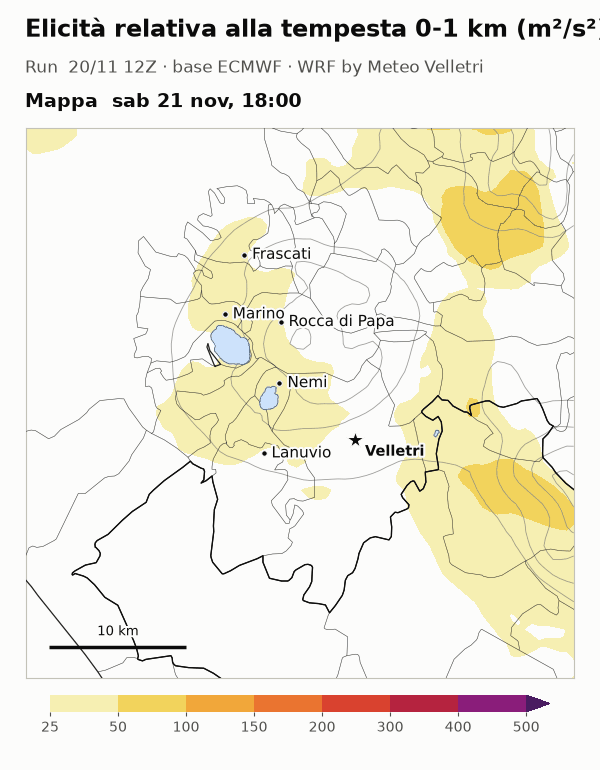 Elicità relativa alla tempesta 0-1 km (m²/s²)
Run  20/11 12Z · base ECMWF · WRF by Meteo Velletri
Mappa  sab 21 nov, 18:00
Frascati
Marino
Rocca di Papa
Nemi
Velletri
Lanuvio
10 km
25 50 100 150 200 300 400 500